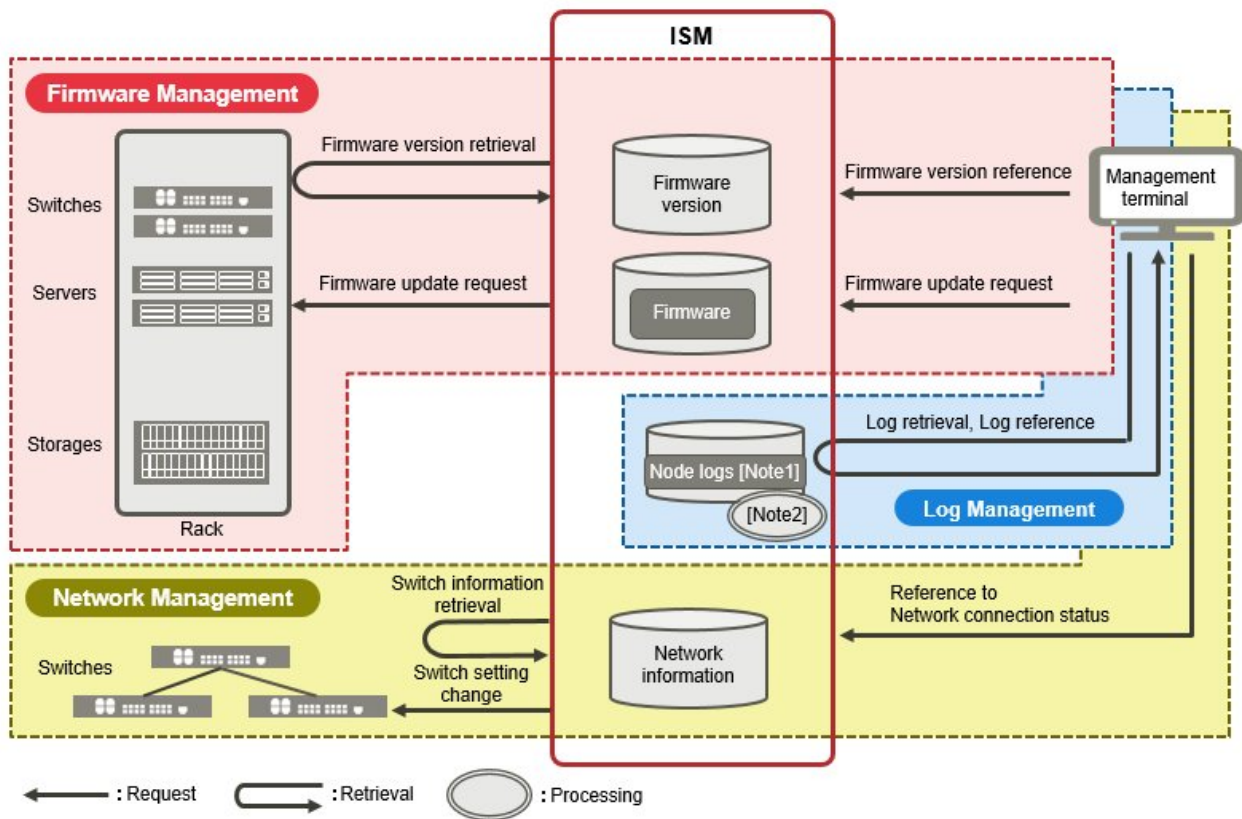 ISM
Firmware Management
Firmware version retrieval
Firmware
version
Firmware version reference
Management
terminal
Switches
Servers
Firmware update request
Firmware
Firmware update request
Storages
Rack
Log retrieval, Log reference
Node logs [Note1]
[Note2]
Log Management
Network Management
Switch information
retrieval
Reference to
Network connection status
Switches
Network
information
Switch setting
change
: Request
: Retrieval
: Processing